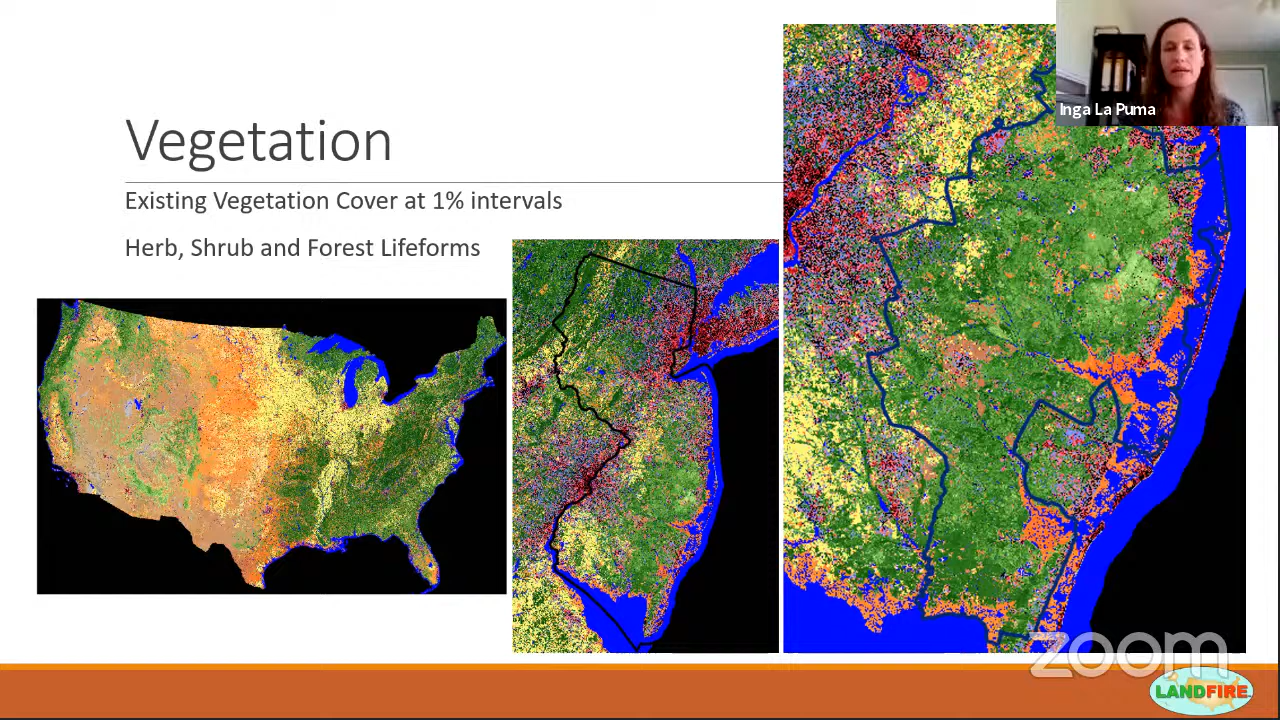 Inga La Puma
Vegetation
Existing Vegetation Cover at 1% intervals
Herb, Shrub and Forest Lifeforms
zoom
LANDFIRE